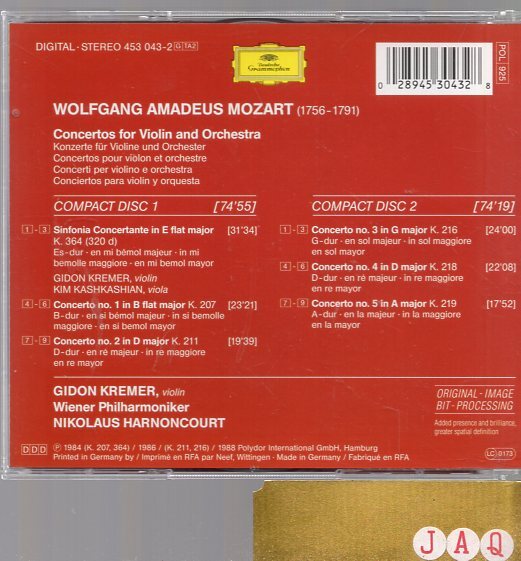 DIGITAL · STEREO 453 043-2 G TA2
Deutsche
Grammophon
0 28945 30432 8
POL 925
WOLFGANG AMADEUS MOZART (1756-1791)
Concertos for Violin and Orchestra
Konzerte für Violine und Orchester
Concertos pour violon et orchestre
Concerti per violino e orchestra
Conciertos para violín y orquesta
COMPACT DISC 1 [74'55]
1 - 3 Sinfonia Concertante in E flat major [31'34]
K. 364 (320 d)
Es-dur · en mi bémol majeur · in mi
bemolle maggiore · en mi bemol mayor
GIDON KREMER, violin
KIM KASHKASHIAN, viola
4 - 6 Concerto no. 1 in B flat major K. 207 [23'21]
B-dur · en si bémol majeur · in si bemolle
maggiore · en si bemol mayor
7 - 9 Concerto no. 2 in D major K. 211 [19'39]
D-dur · en ré majeur · in re maggiore
en re mayor
COMPACT DISC 2 [74'19]
1 - 3 Concerto no. 3 in G major K. 216 [24'00]
G-dur · en sol majeur · in sol maggiore
en sol mayor
4 - 6 Concerto no. 4 in D major K. 218 [22'08]
D-dur · en ré majeur · in re maggiore
en re mayor
7 - 9 Concerto no. 5 in A major K. 219 [17'52]
A-dur · en la majeur · in la maggiore
en la mayor
GIDON KREMER, violin
Wiener Philharmoniker
NIKOLAUS HARNONCOURT
ORIGINAL - IMAGE
BIT - PROCESSING
Added presence and brilliance,
greater spatial definition
DDD ℗ 1984 (K. 207, 364) / 1986 / (K. 211, 216) / 1988 Polydor International GmbH, Hamburg
Printed in Germany by / Imprimé en RFA par Neef, Wittingen · Made in Germany / Fabriqué en RFA
LC 0173
JAQ